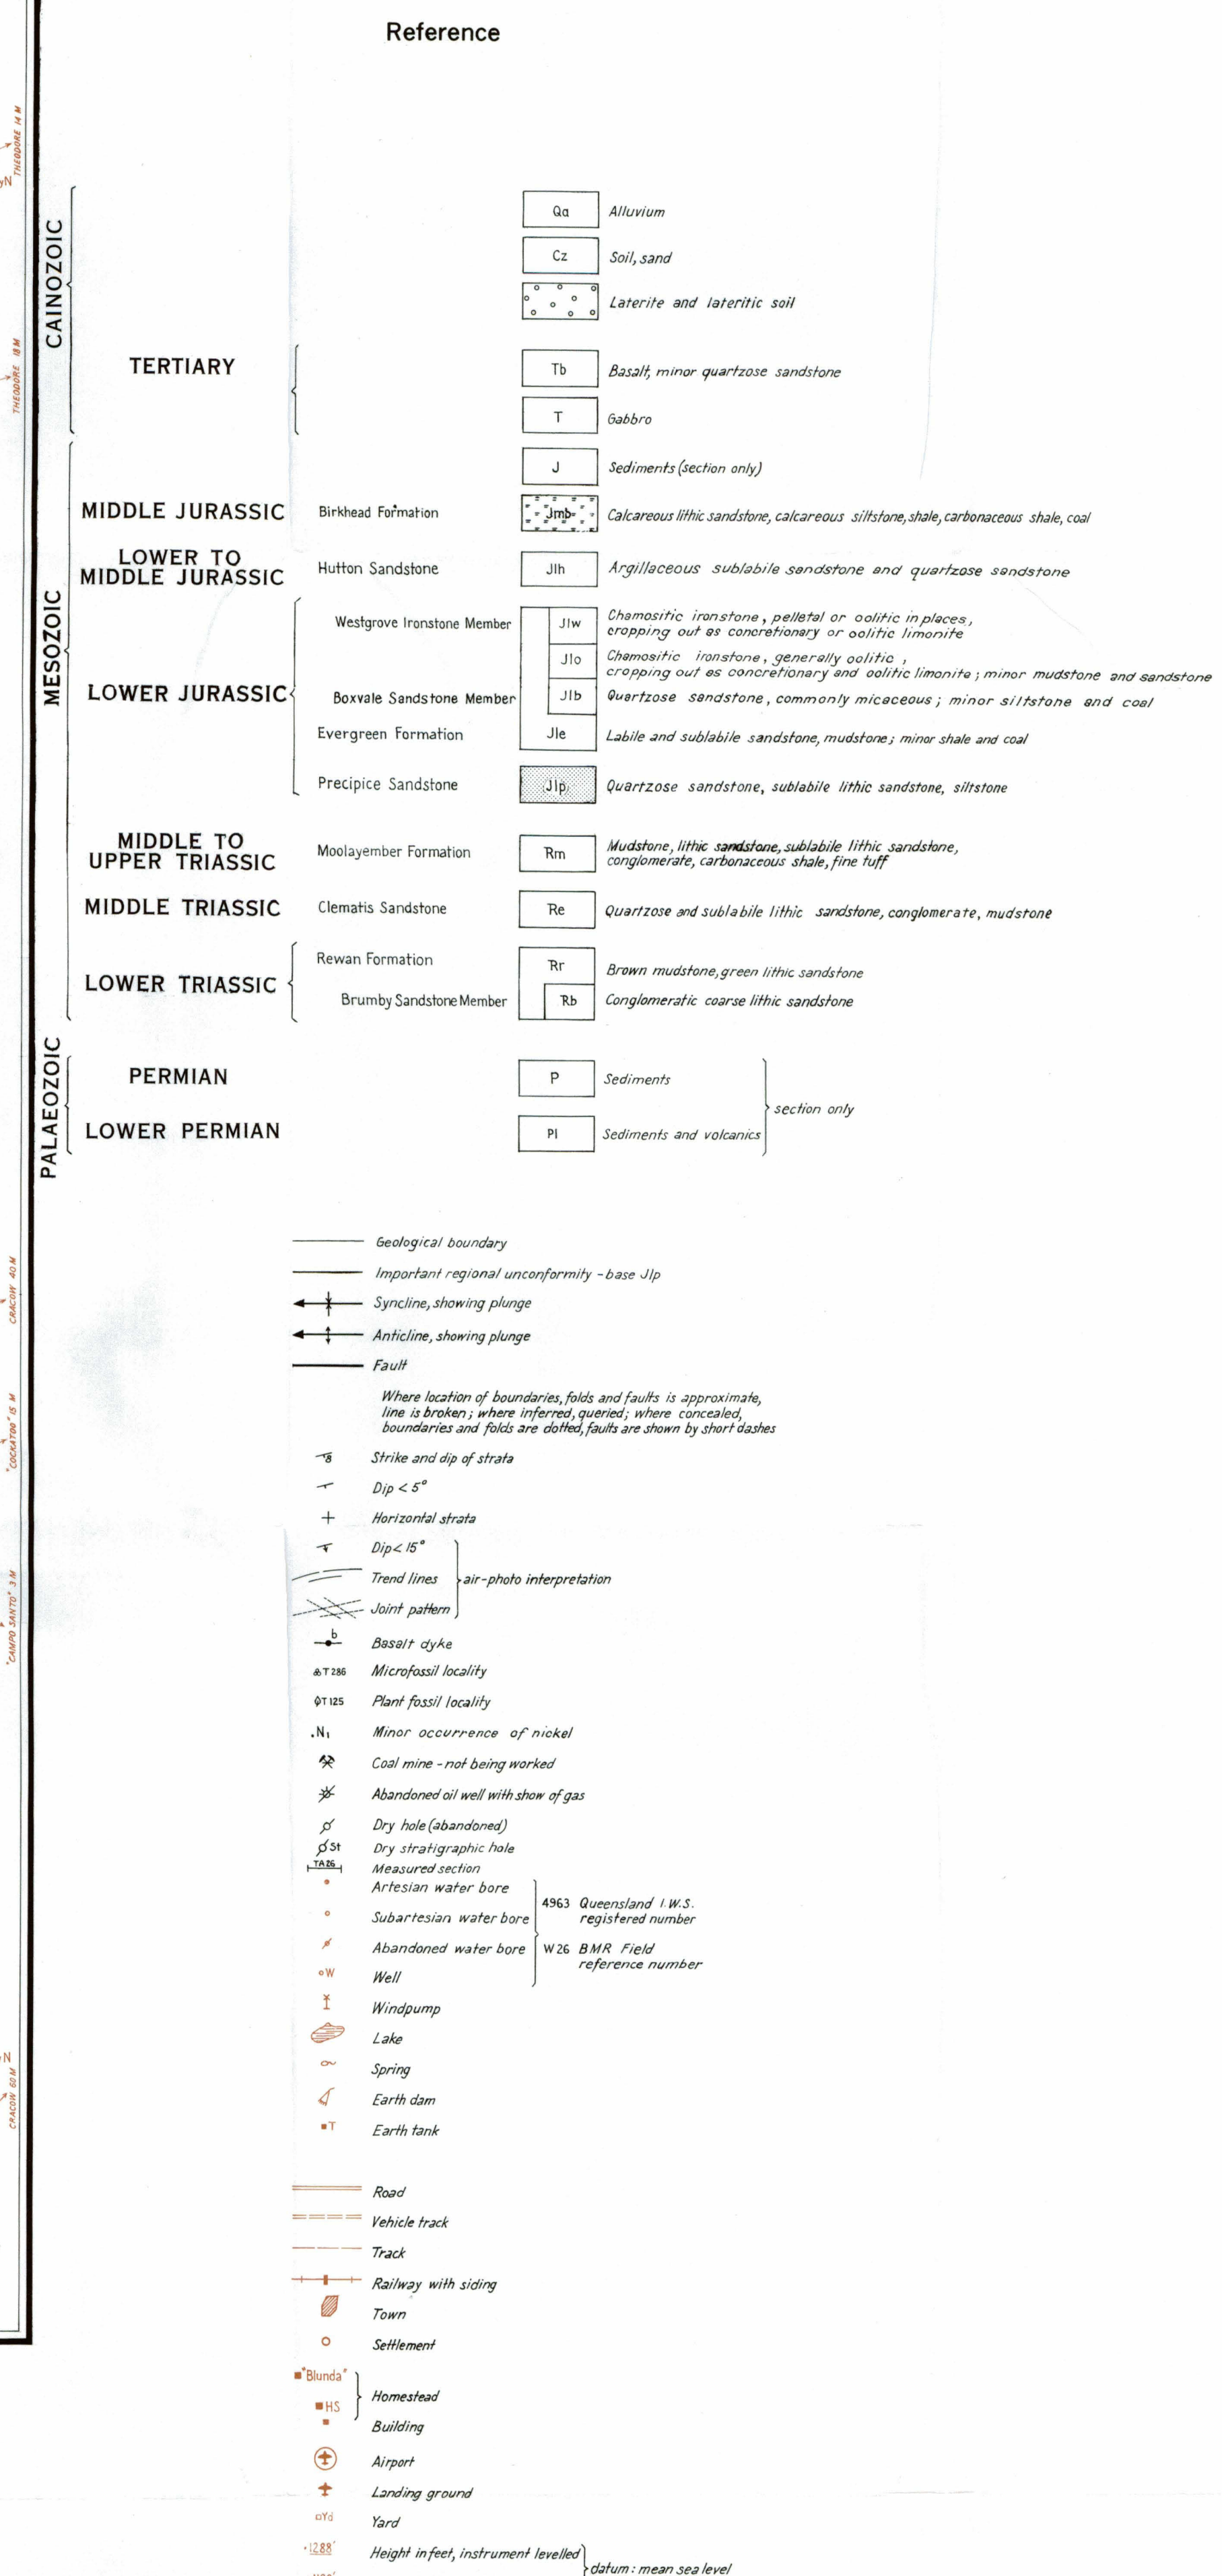 Reference
THEODORE 14 M
THEODORE 18 M
CAINOZOIC
Qa Alluvium
Cz Soil, sand
Laterite and lateritic soil
TERTIARY
Tb Basalt, minor quartzose sandstone
T Gabbro
MESOZOIC
J Sediments (section only)
MIDDLE JURASSIC Birkhead Formation Jmb Calcareous lithic sandstone, calcareous siltstone, shale, carbonaceous shale, coal
LOWER TO
MIDDLE JURASSIC Hutton Sandstone Jlh Argillaceous sublabile sandstone and quartzose sandstone
LOWER JURASSIC
Westgrove Ironstone Member Jlw Chamositic ironstone, pelletal or oolitic in places,
cropping out as concretionary or oolitic limonite
Jlo Chamositic ironstone, generally oolitic,
cropping out as concretionary and oolitic limonite; minor mudstone and sandstone
Boxvale Sandstone Member Jlb Quartzose sandstone, commonly micaceous; minor siltstone and coal
Evergreen Formation Jle Labile and sublabile sandstone, mudstone; minor shale and coal
Precipice Sandstone Jlp Quartzose sandstone, sublabile lithic sandstone, siltstone
MIDDLE TO
UPPER TRIASSIC Moolayember Formation Rm Mudstone, lithic sandstone, sublabile lithic sandstone,
conglomerate, carbonaceous shale, fine tuff
MIDDLE TRIASSIC Clematis Sandstone Re Quartzose and sublabile lithic sandstone, conglomerate, mudstone
LOWER TRIASSIC
Rewan Formation Rr Brown mudstone, green lithic sandstone
Brumby Sandstone Member Rb Conglomeratic coarse lithic sandstone
PALAEOZOIC
PERMIAN P Sediments
section only
LOWER PERMIAN Pl Sediments and volcanics
Geological boundary
Important regional unconformity - base Jlp
Syncline, showing plunge
Anticline, showing plunge
Fault
Where location of boundaries, folds and faults is approximate,
line is broken; where inferred, queried; where concealed,
boundaries and folds are dotted, faults are shown by short dashes
8 Strike and dip of strata
Dip < 5°
Horizontal strata
Dip < 15°
Trend lines air-photo interpretation
Joint pattern
b Basalt dyke
T 286 Microfossil locality
T 125 Plant fossil locality
.Ni Minor occurrence of nickel
Coal mine - not being worked
Abandoned oil well with show of gas
Dry hole (abandoned)
St Dry stratigraphic hole
TA26 Measured section
Artesian water bore
4963 Queensland I.W.S.
registered number
Subartesian water bore
Abandoned water bore
W26 BMR Field
reference number
W Well
Windpump
Lake
Spring
Earth dam
T Earth tank
Road
Vehicle track
Track
Railway with siding
Town
Settlement
"Blunda"
Homestead
HS
Building
Airport
Landing ground
Yd Yard
1288' Height in feet, instrument levelled
datum: mean sea level
CRACOW 40 M
"COCKATOO" 15 M
"CAMPO SANTO" 3 M
N
CRACOW 60 M